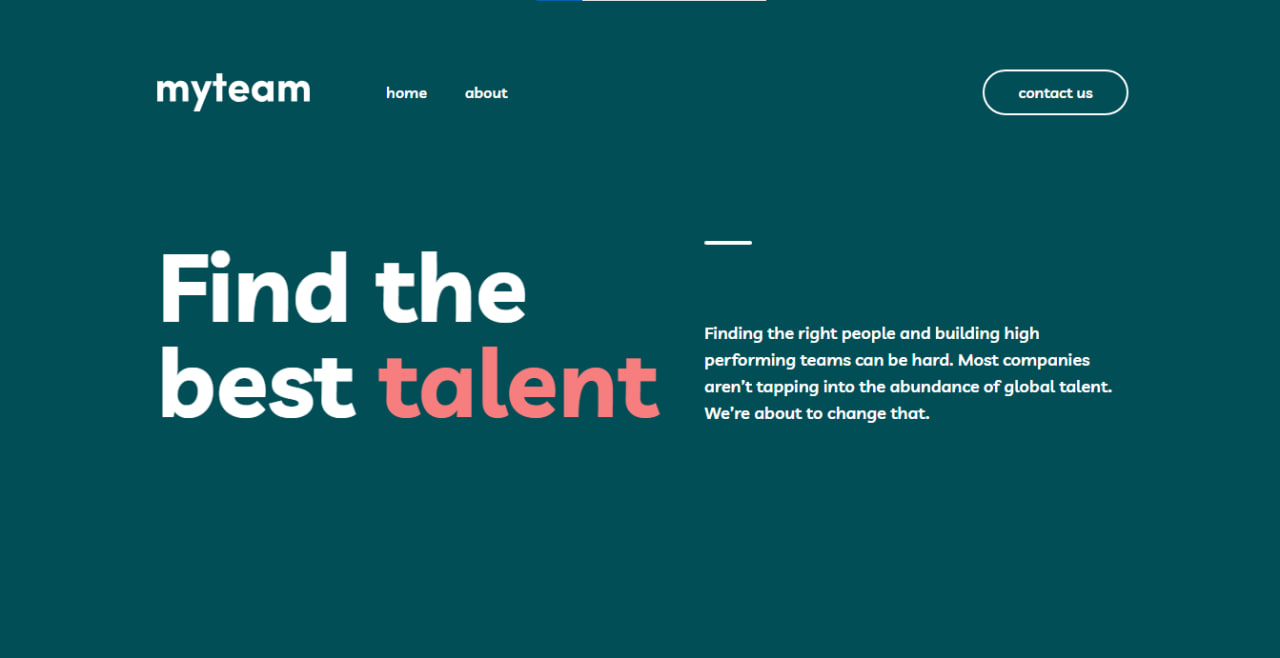 myteam
home
about
contact us
Find the
best talent
Finding the right people and building high
performing teams can be hard. Most companies
aren’t tapping into the abundance of global talent.
We’re about to change that.